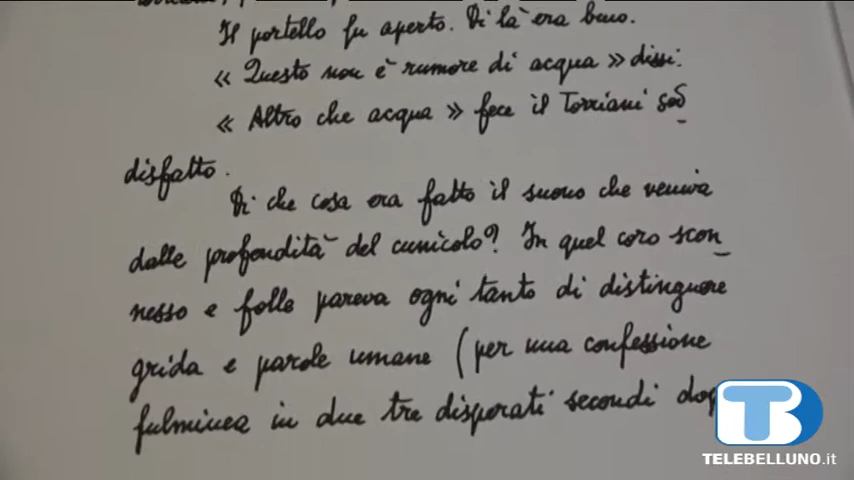 Il portello fu aperto. Di là era buio.
« Questo non è rumore di acqua » dissi.
« Altro che acqua » fece il Torriani sod
disfatto.
Di che cosa era fatto il suono che veniva
dalle profondità del cunicolo? In quel coro scon
nesso e folle pareva ogni tanto di distinguere
grida e parole umane (per una confessione
fulminea in due tre disperati secondi dop
TB
TELEBELLUNO.it